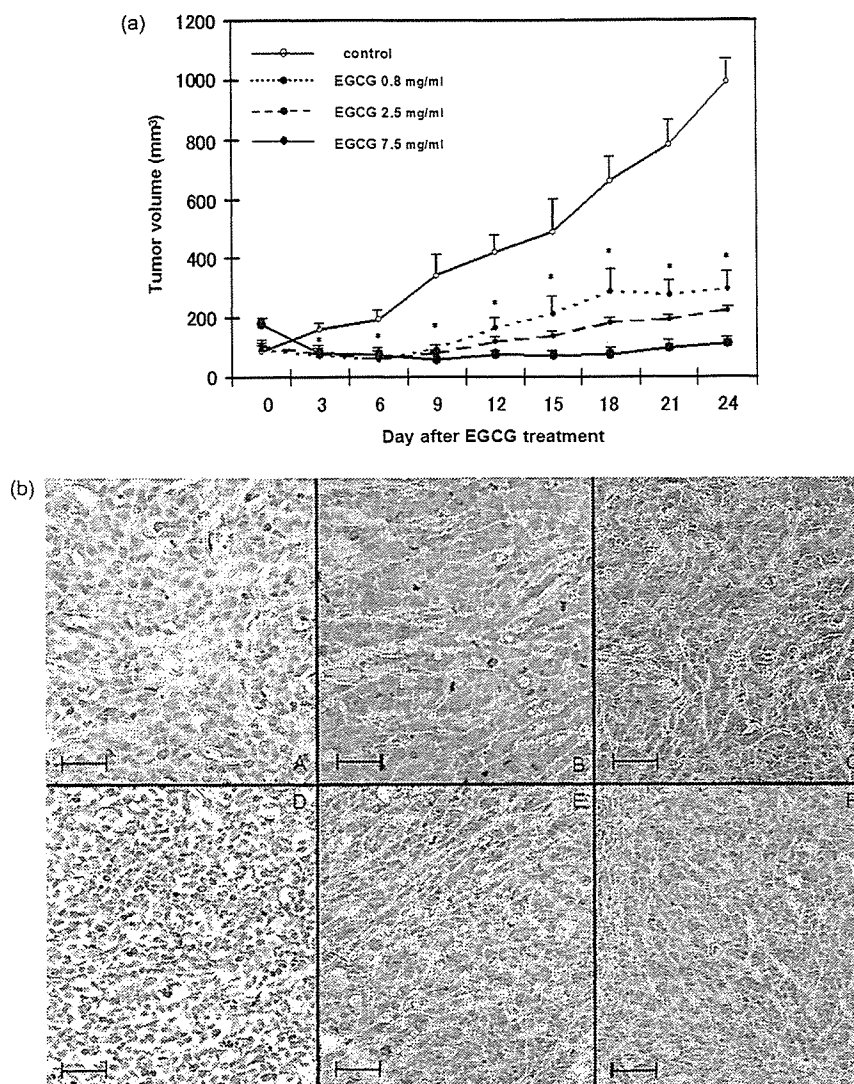 (a)
1200
1000
800
600
400
200
0
Tumor volume (mm³)
control
EGCG 0.8 mg/ml
EGCG 2.5 mg/ml
EGCG 7.5 mg/ml
* * * * * * * *
0 3 6 9 12 15 18 21 24
Day after EGCG treatment
(b)
A B C
D E F